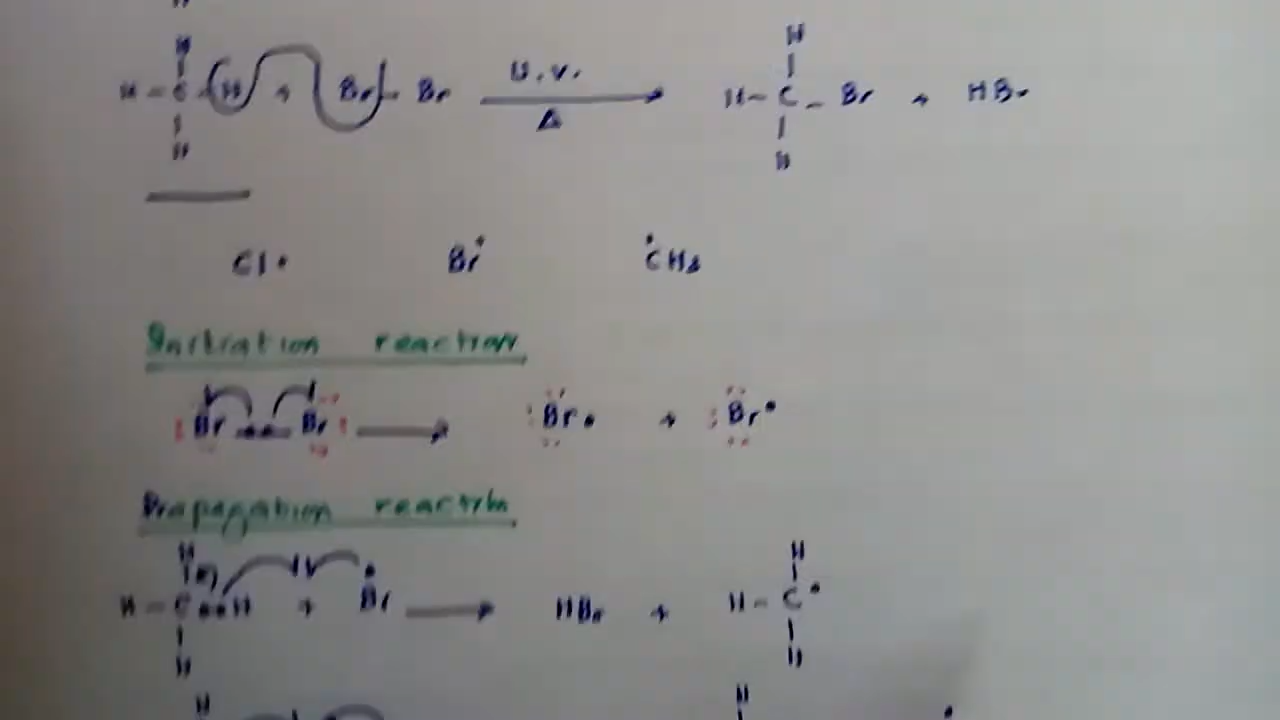 H
H
H – C – H + Br – Br U.V. Δ → H – C – Br + HBr
H H
Cl• Br• •CH3
Initiation reaction
:Br •• Br: → :Br• + :Br•
Propagation reaction
H H
H – C •• H + Br• → HBr + H – C•
H H
H H